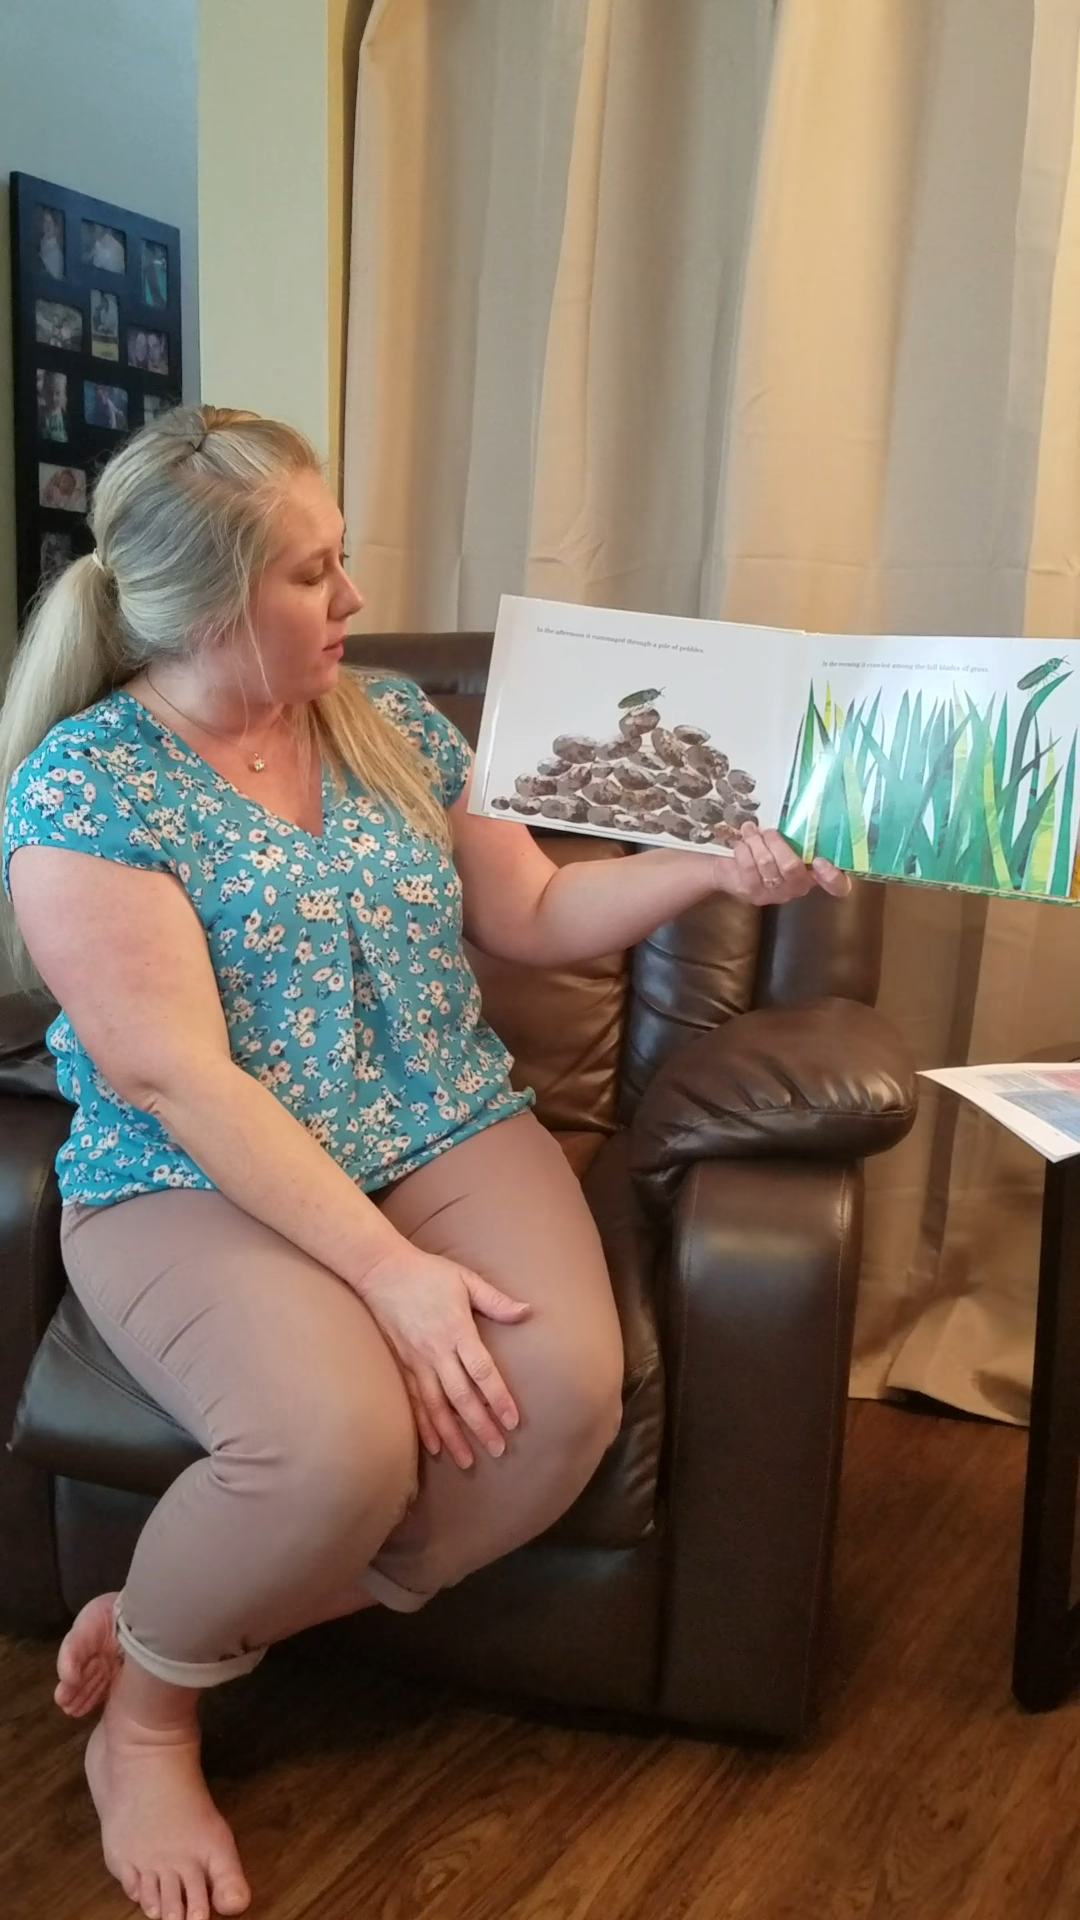 In the afternoon it rummaged through a pile of pebbles.
In the evening it crawled among the tall blades of grass.